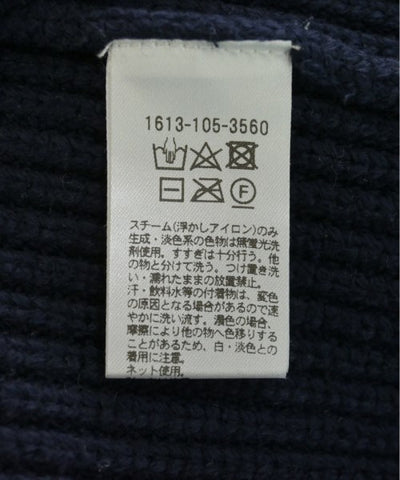 1613-105-3560
F
スチーム(浮かしアイロン)のみ
生成・淡色系の色物は無蛍光洗
剤使用。すすぎは十分行う。他
の物と分けて洗う。つけ置き洗
い・濡れたままの放置禁止。
汗・飲料水等の付着物は、変色
の原因となる場合があるので速
やかに洗い流す。濃色の場合、
摩擦により他の物へ色移りする
ことがあるため、白・淡色との
着用に注意。
ネット使用。